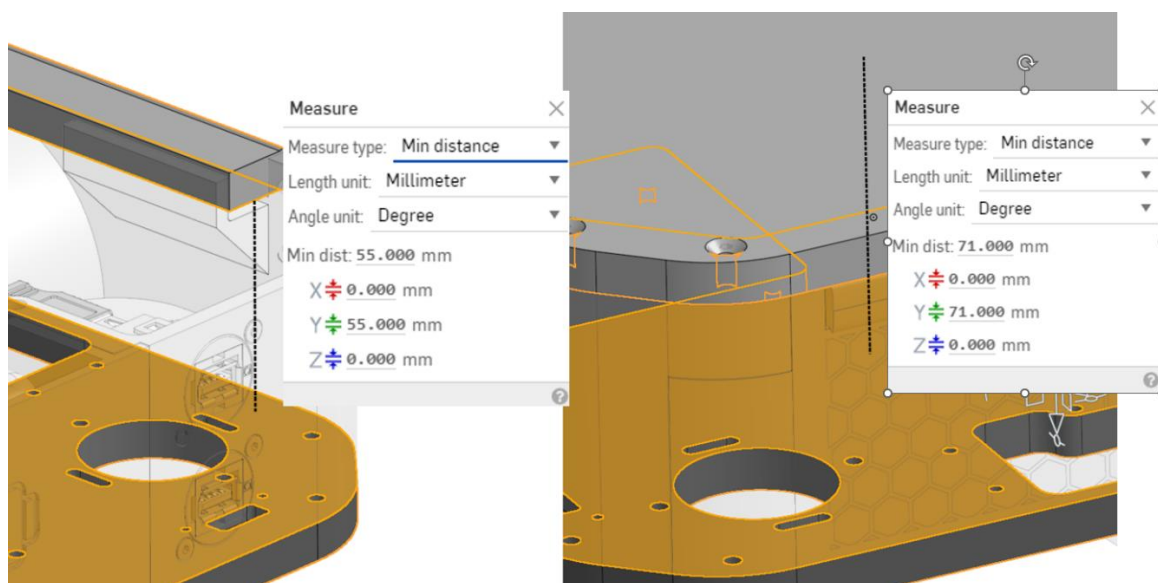 Measure
Measure type: Min distance
Length unit: Millimeter
Angle unit: Degree
Min dist: 55.000 mm
X 0.000 mm
Y 55.000 mm
Z 0.000 mm
?
Measure
Measure type: Min distance
Length unit: Millimeter
Angle unit: Degree
Min dist: 71.000 mm
X 0.000 mm
Y 71.000 mm
Z 0.000 mm
?